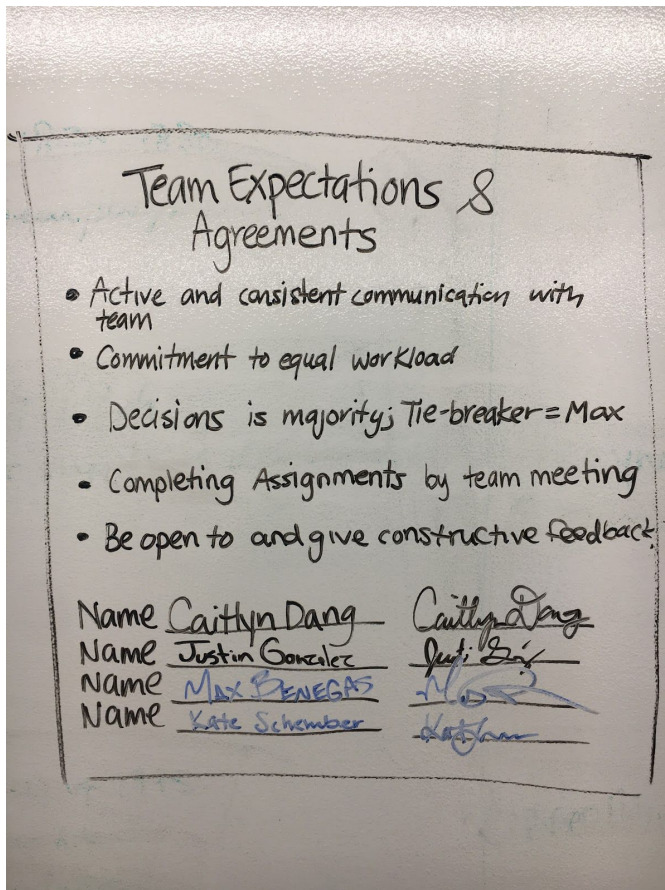 Team Expectations &
Agreements
• Active and consistent communication with
team
• Commitment to equal workload
• Decisions is majority; Tie-breaker = Max
• Completing Assignments by team meeting
• Be open to and give constructive feedback.
Name Caitlyn Dang Caitlyn Dang
Name Justin Gonzalez
Name MAX BENEGAS
Name Kate Schember